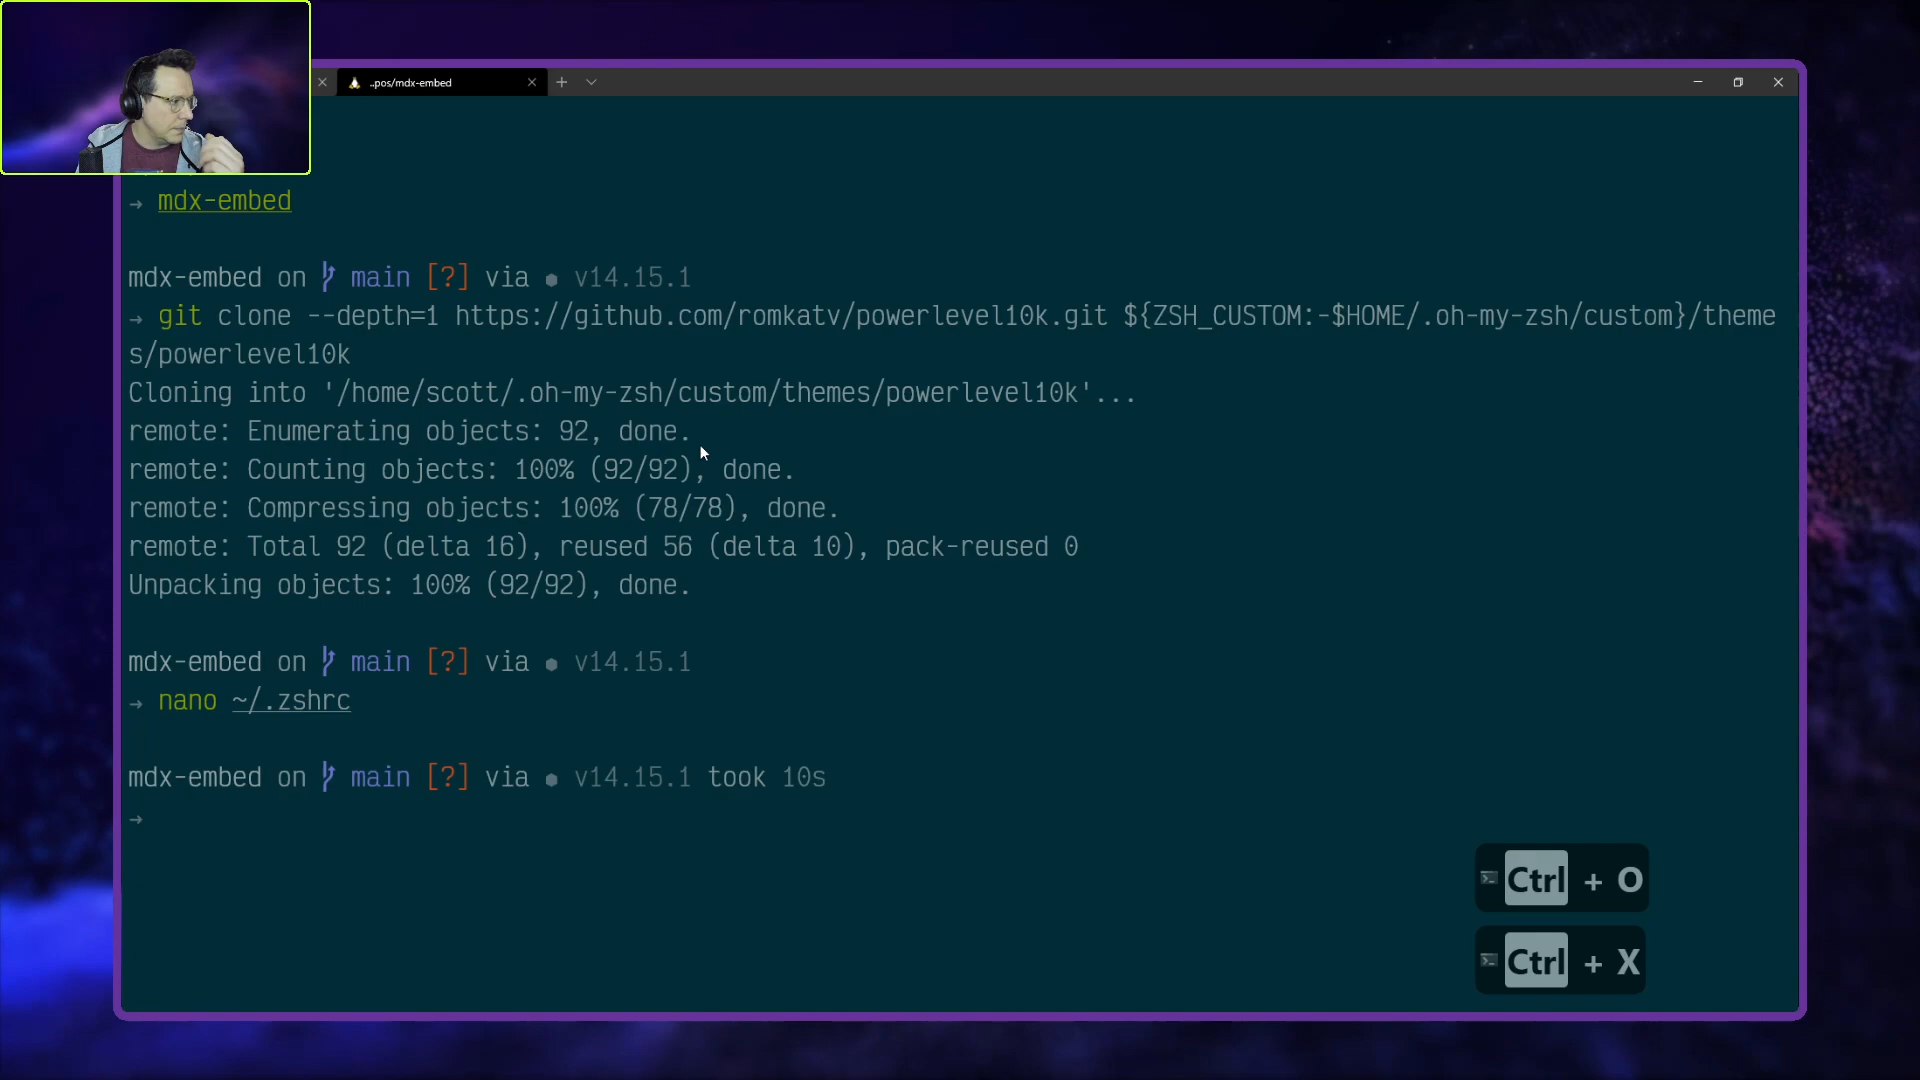 ..pos/mdx-embed
→ mdx-embed
mdx-embed on main [?] via ● v14.15.1
→ git clone --depth=1 https://github.com/romkatv/powerlevel10k.git ${ZSH_CUSTOM:-$HOME/.oh-my-zsh/custom}/theme
s/powerlevel10k
Cloning into '/home/scott/.oh-my-zsh/custom/themes/powerlevel10k'...
remote: Enumerating objects: 92, done.
remote: Counting objects: 100% (92/92), done.
remote: Compressing objects: 100% (78/78), done.
remote: Total 92 (delta 16), reused 56 (delta 10), pack-reused 0
Unpacking objects: 100% (92/92), done.
mdx-embed on main [?] via ● v14.15.1
→ nano ~/.zshrc
mdx-embed on main [?] via ● v14.15.1 took 10s
→
Ctrl + O
Ctrl + X